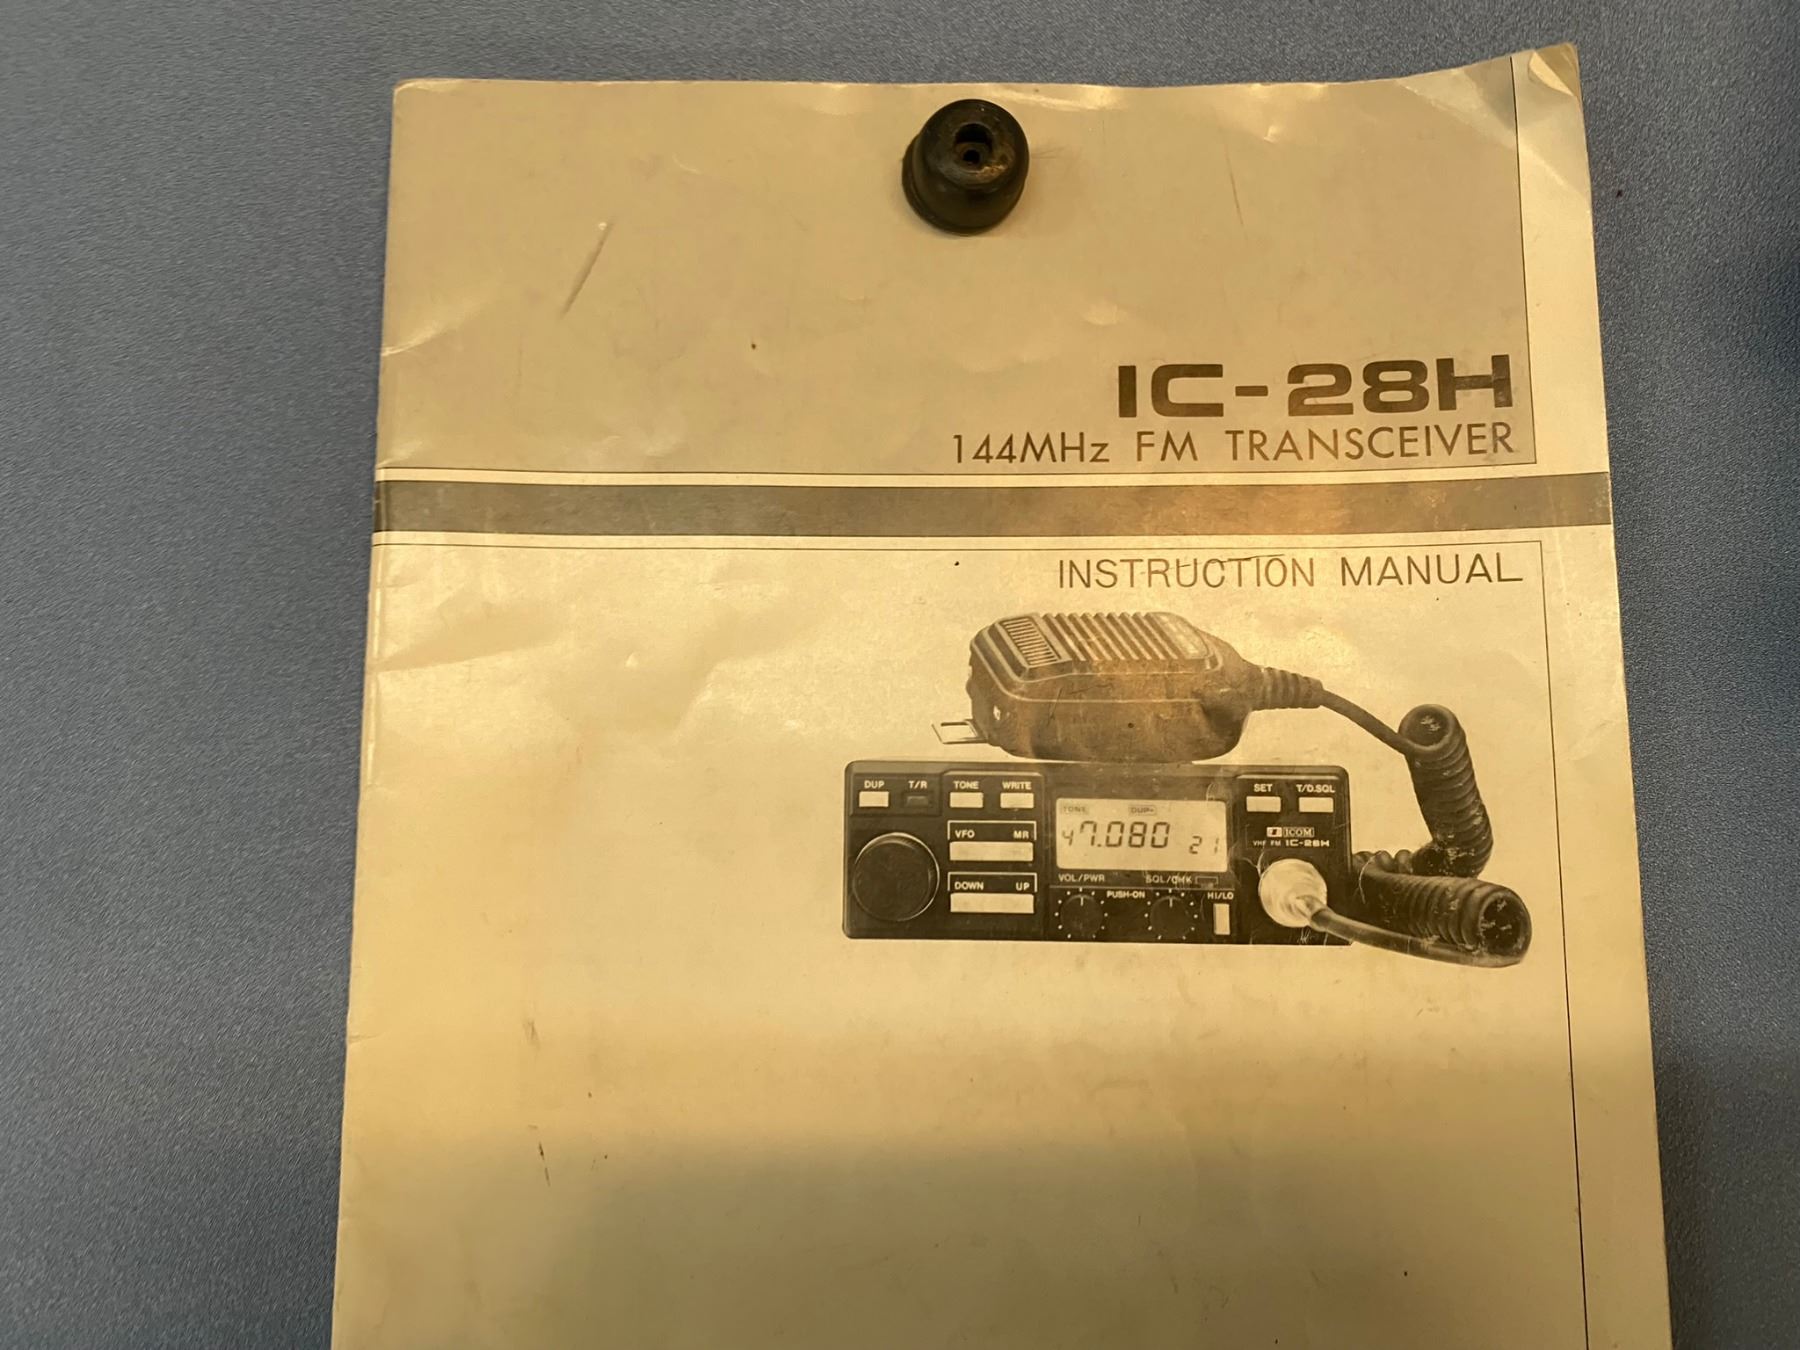 IC-28H
144MHz FM TRANSCEIVER
INSTRUCTION MANUAL
DUP T/R TONE WRITE SET T/D.SQL
TONE DUP-
47.080 21
VFO MR
ICOM
VHF FM IC-28H
DOWN UP
VOL/PWR SQL/CHK
PUSH-ON HI/LO